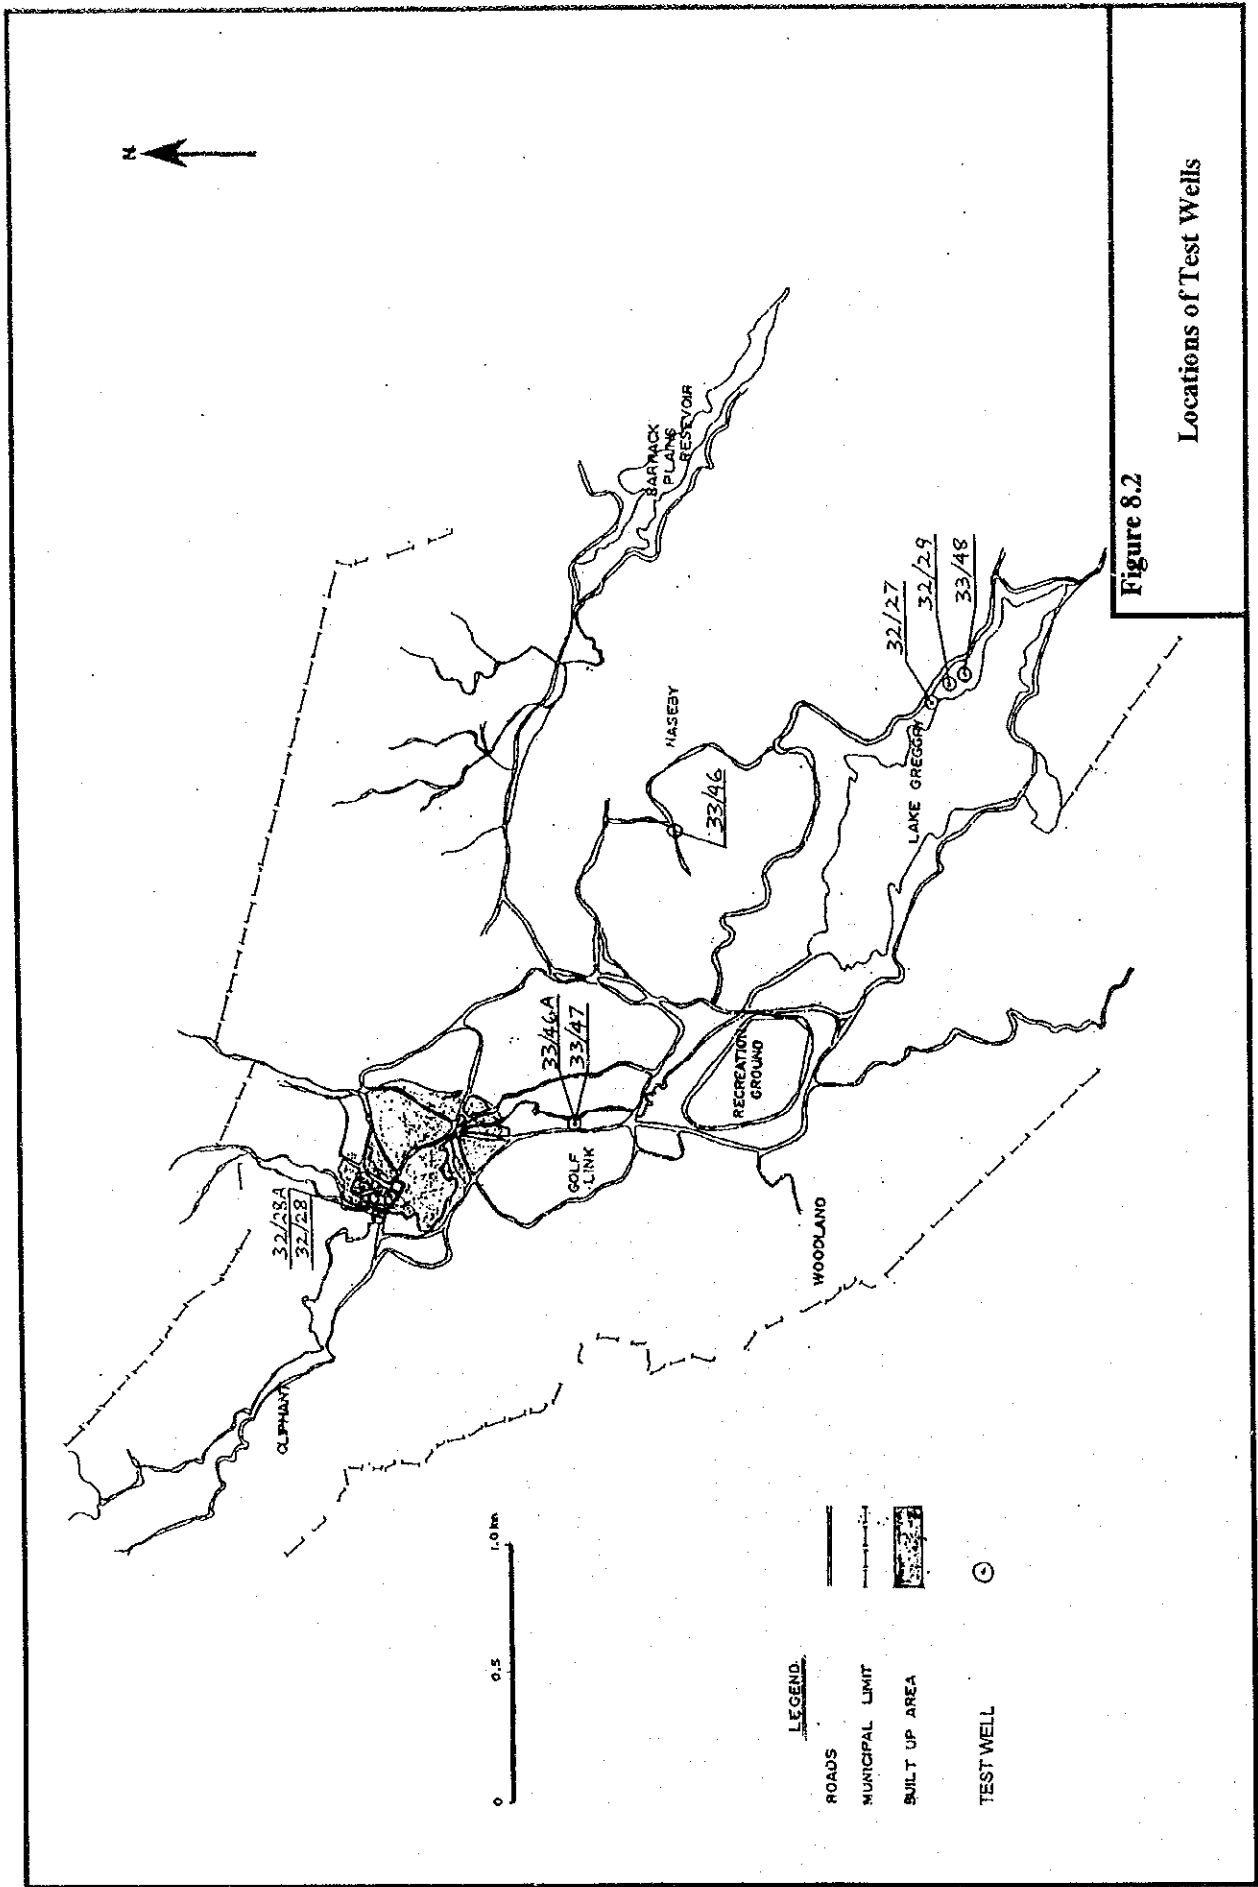 N
OLIPHANT
32/28A
32/28
33/46A
33/47
GOLF
LINK
RECREATION
GROUND
WOODLAND
NASEBY
33/46
BARRACK
PLAINS
RESEVOIR
LAKE GREGORY
32/27
32/29
33/48
0
0.5
1.0 km
LEGEND
ROADS
MUNICIPAL LIMIT
BUILT UP AREA
TEST WELL
Figure 8.2
Locations of Test Wells